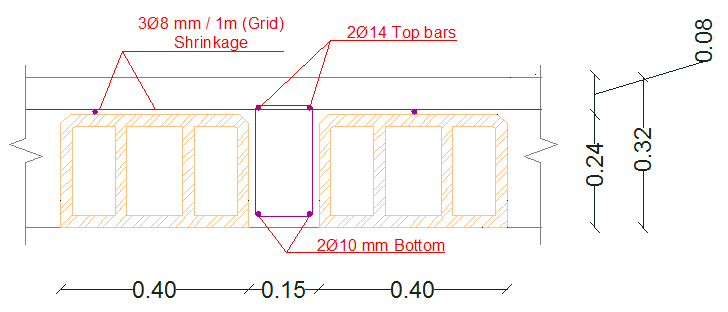 3Ø8 mm / 1m (Grid)
Shrinkage
2Ø14 Top bars
0.08
0.24
0.32
2Ø10 mm Bottom
0.40
0.15
0.40